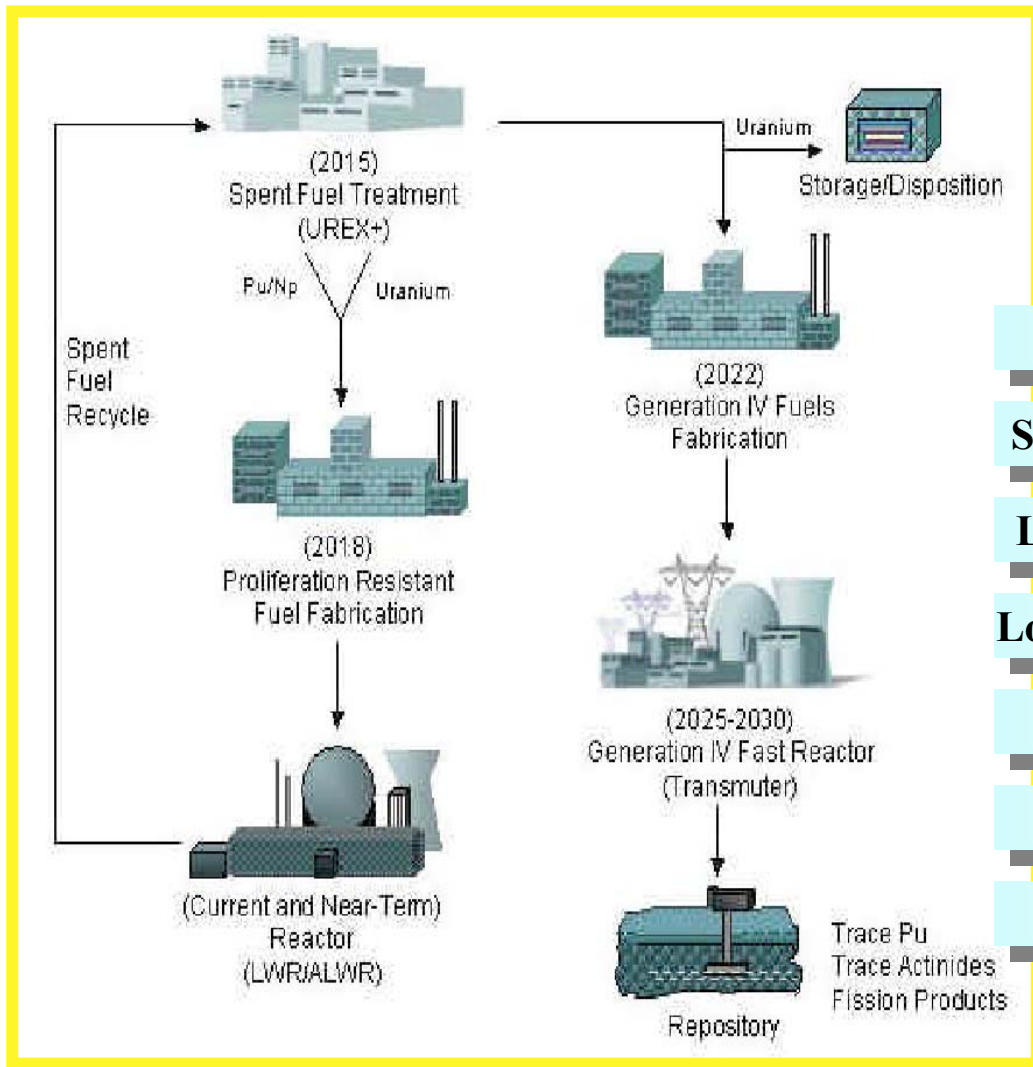 (2015)
Spent Fuel Treatment
(UREX+)
Uranium
Storage/Disposition
Pu/Np
Uranium
Spent
Fuel
Recycle
(2018)
Proliferation Resistant
Fuel Fabrication
(Current and Near-Term)
Reactor
(LWR/ALWR)
(2022)
Generation IV Fuels
Fabrication
(2025-2030)
Generation IV Fast Reactor
(Transmuter)
Repository
Trace Pu
Trace Actinides
Fission Products